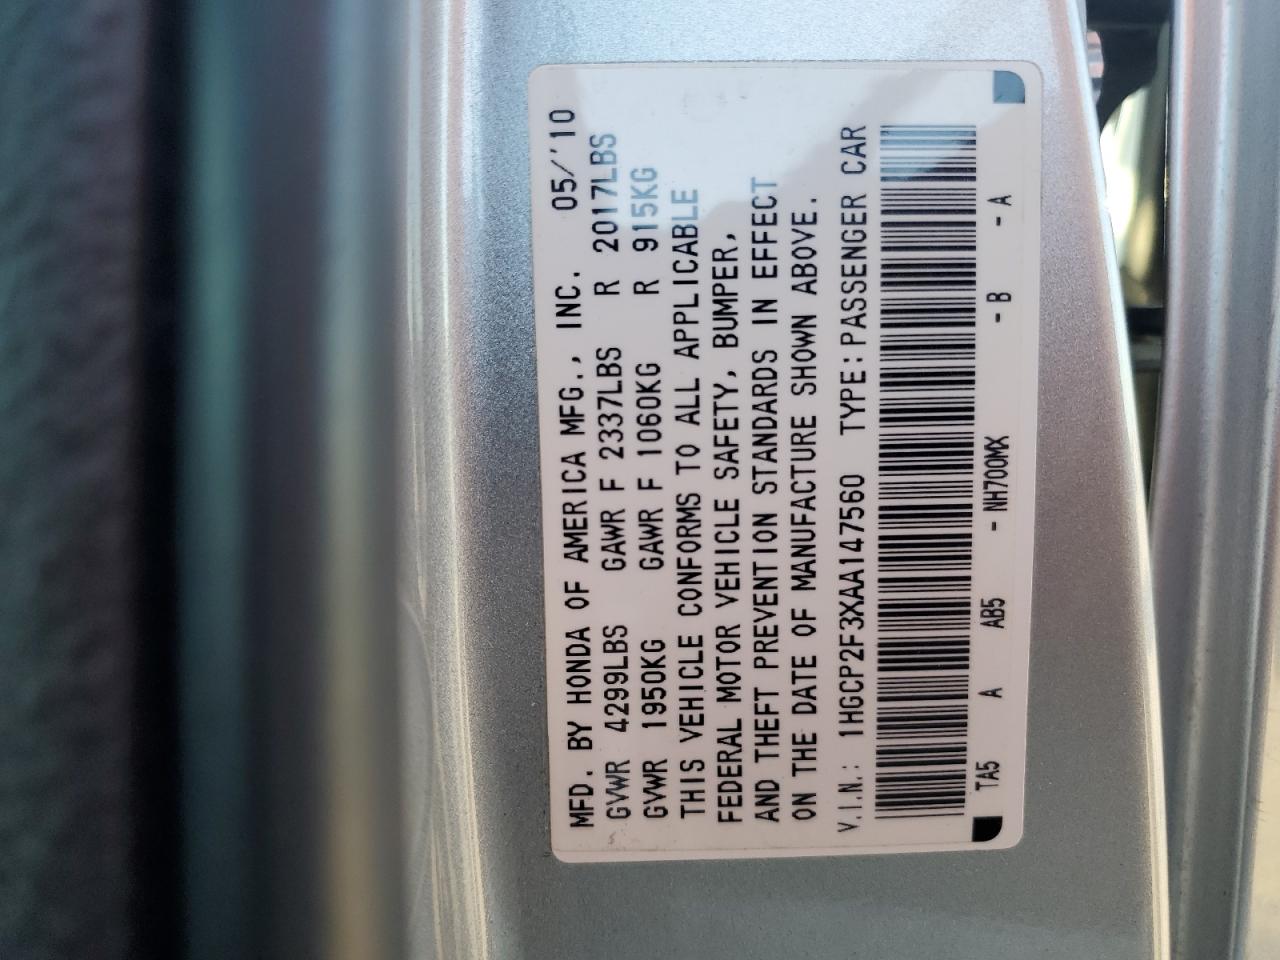 MFD. BY HONDA OF AMERICA MFG., INC. 05/'10
GVWR 4299LBS GAWR F 2337LBS R 2017LBS
GVWR 1950KG GAWR F 1060KG R 915KG
THIS VEHICLE CONFORMS TO ALL APPLICABLE
FEDERAL MOTOR VEHICLE SAFETY, BUMPER,
AND THEFT PREVENTION STANDARDS IN EFFECT
ON THE DATE OF MANUFACTURE SHOWN ABOVE.
V.I.N.: 1HGCP2F3XAA147560 TYPE:PASSENGER CAR
TA5 A AB5 - NH700MX - B - A